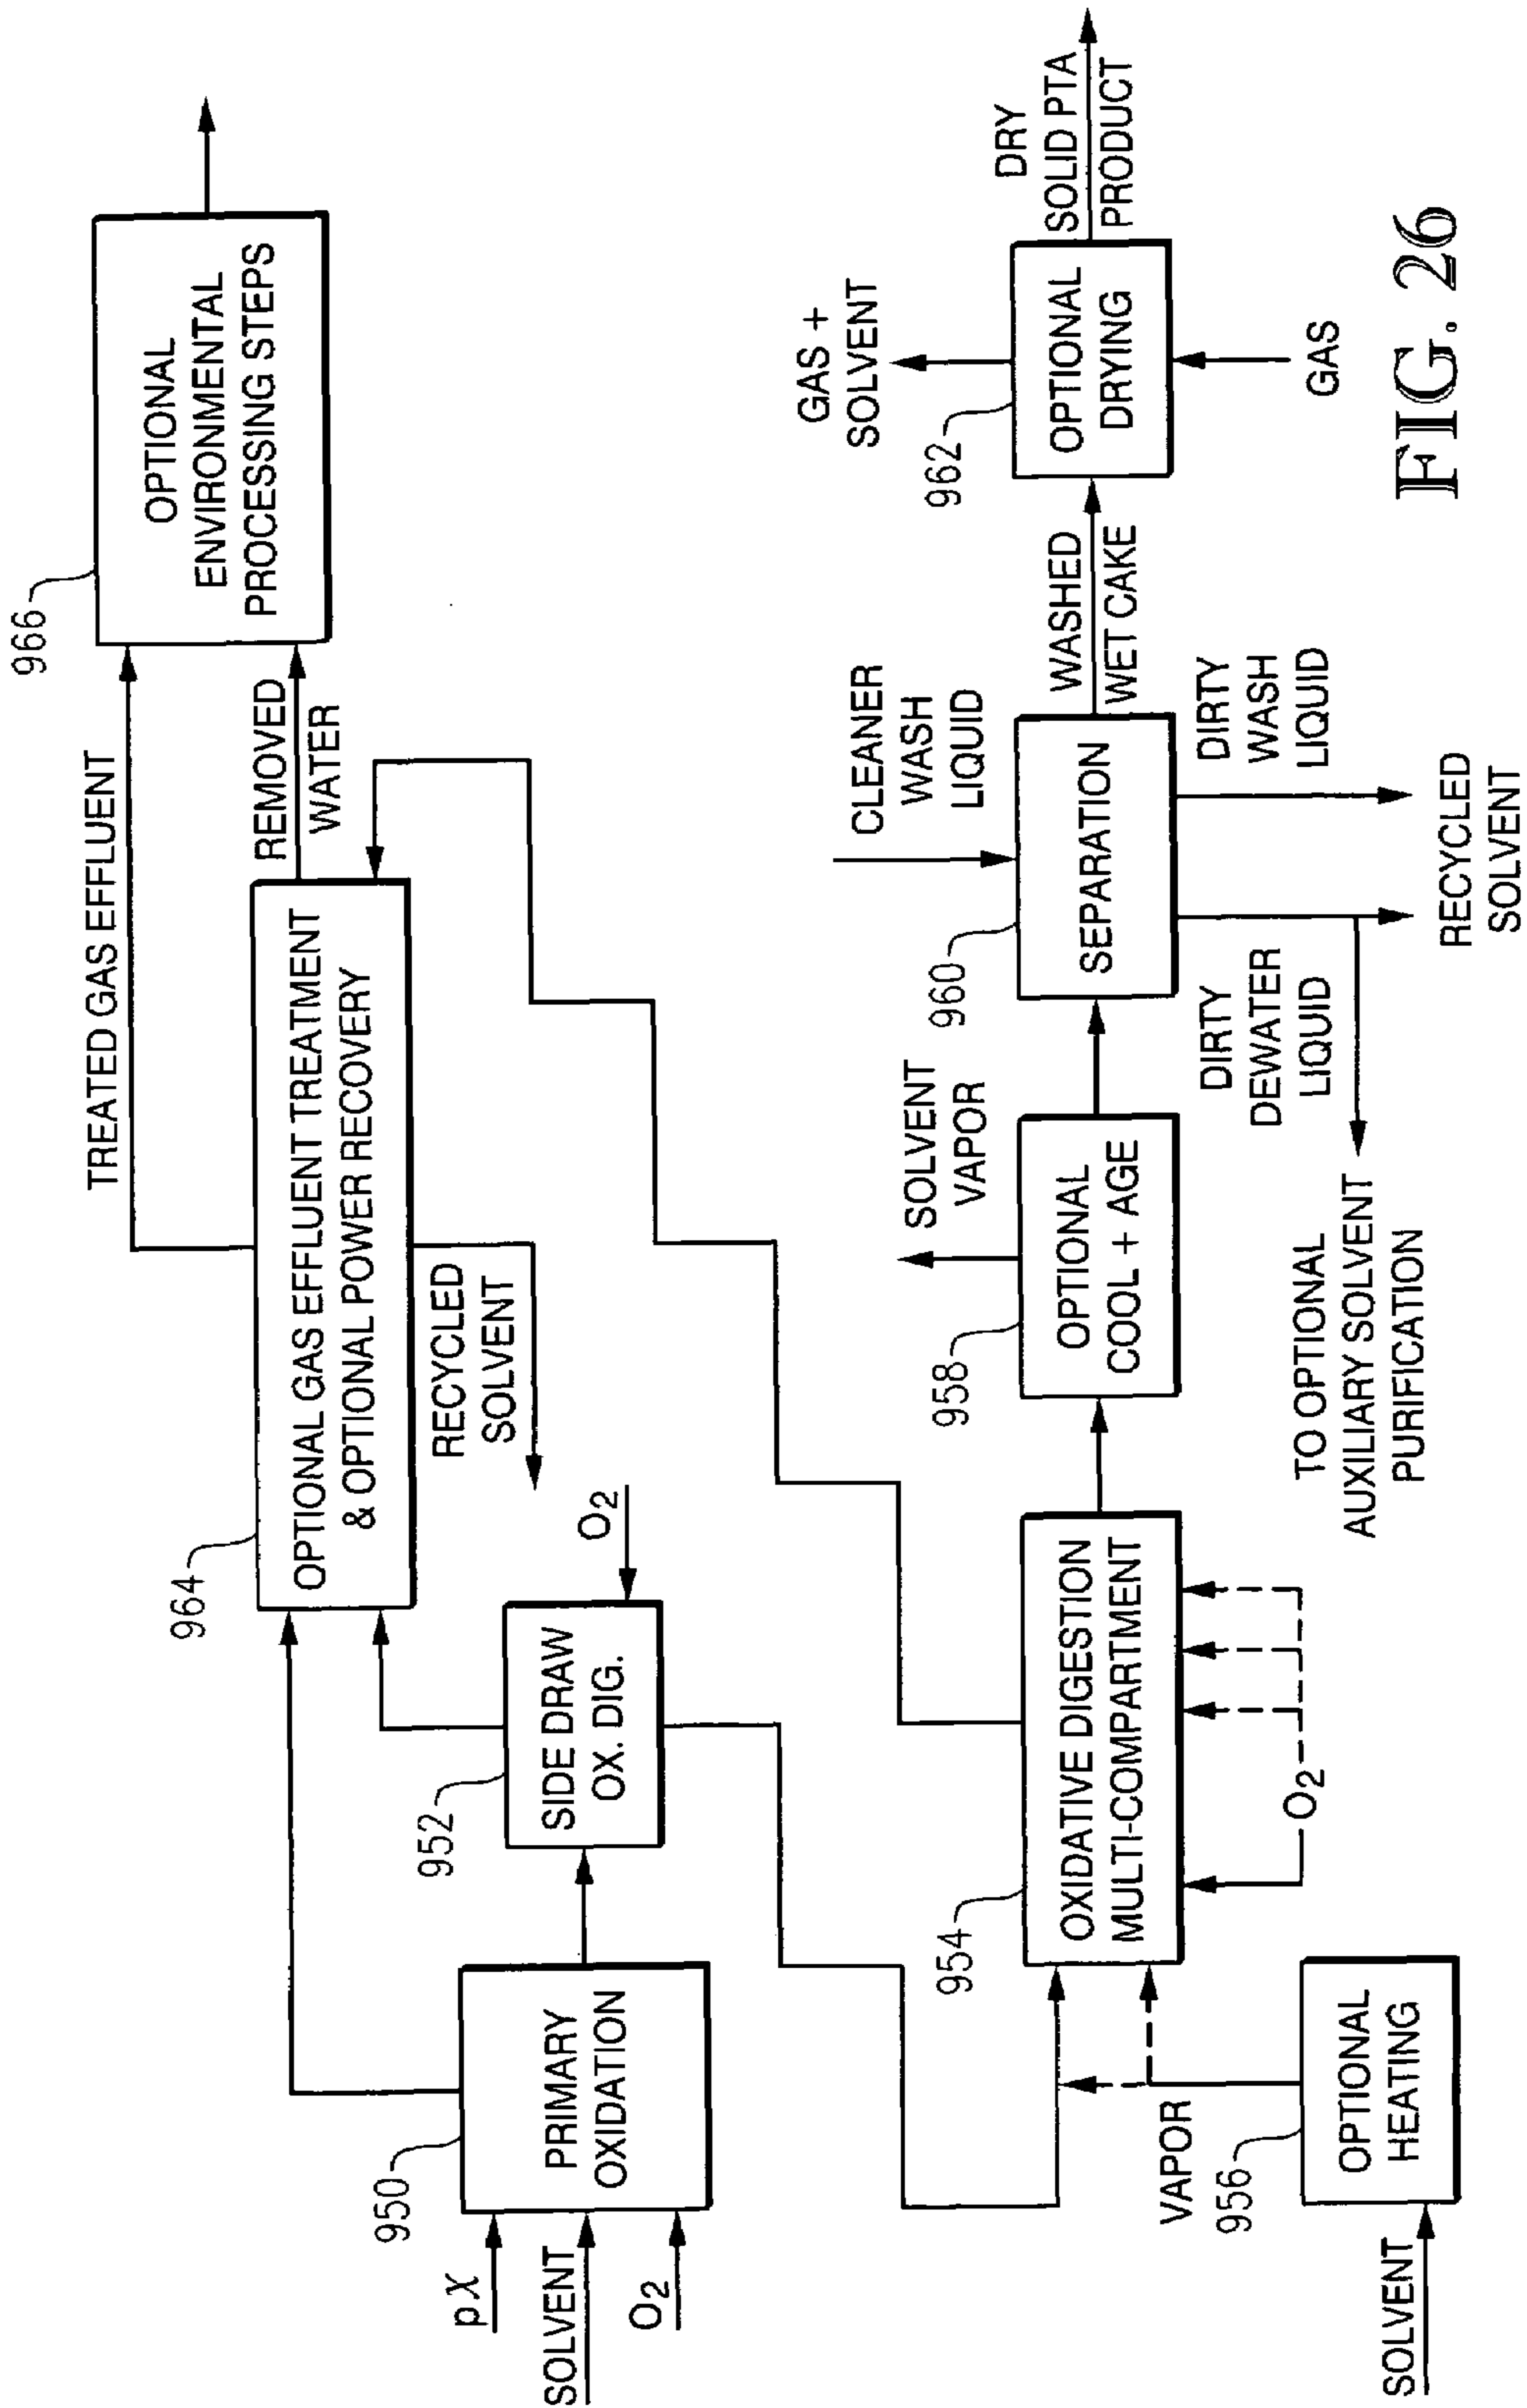 966
OPTIONAL
ENVIRONMENTAL
PROCESSING STEPS
TREATED GAS EFFLUENT
REMOVED
WATER
964
OPTIONAL GAS EFFLUENT TREATMENT
& OPTIONAL POWER RECOVERY
RECYCLED
SOLVENT
950
PRIMARY
OXIDATION
pX
SOLVENT
O2
952
SIDE DRAW
OX. DIG.
O2
954
OXIDATIVE DIGESTION
MULTI-COMPARTMENT
O2
VAPOR
956
OPTIONAL
HEATING
SOLVENT
958
OPTIONAL
COOL + AGE
SOLVENT
VAPOR
960
SEPARATION
CLEANER
WASH
LIQUID
DIRTY
DEWATER
LIQUID
TO OPTIONAL
AUXILIARY SOLVENT
PURIFICATION
DIRTY
WASH
LIQUID
RECYCLED
SOLVENT
WASHED
WET CAKE
962
OPTIONAL
DRYING
GAS +
SOLVENT
GAS
DRY
SOLID PTA
PRODUCT
FIG. 26